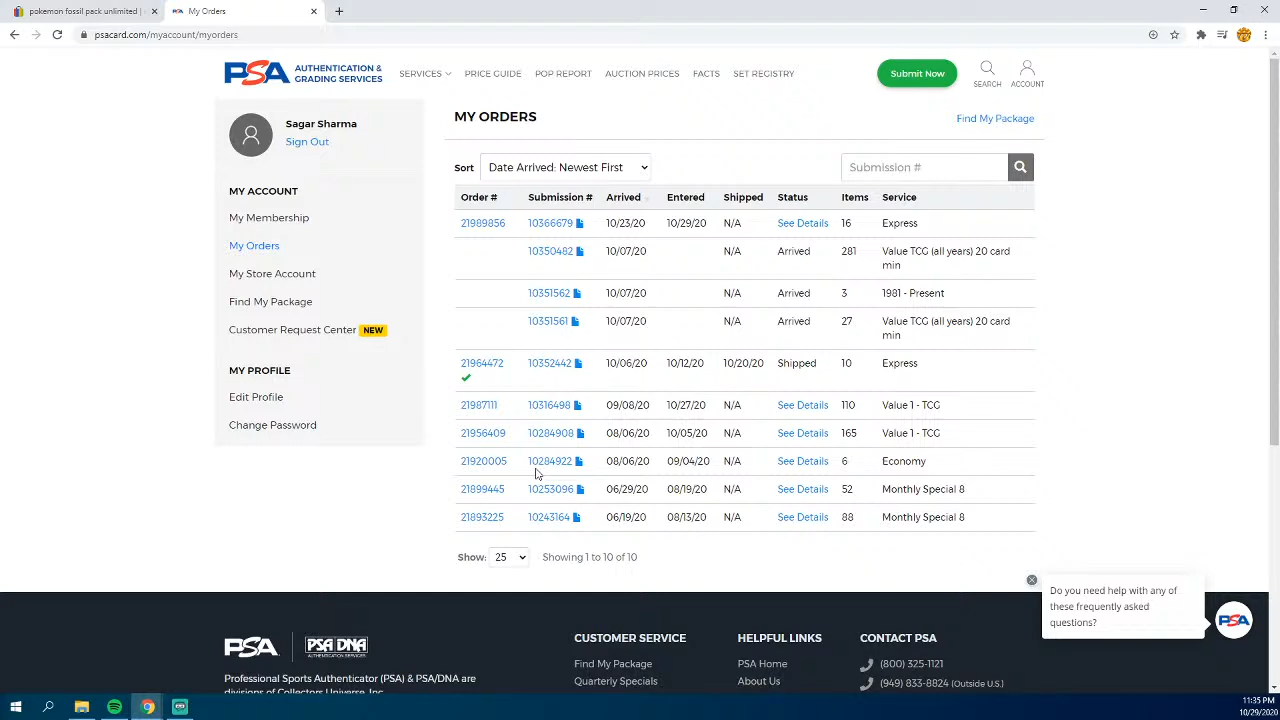 pokemon fossil pack unlimited |
My Orders
psacard.com/myaccount/myorders
PSA AUTHENTICATION & GRADING SERVICES
SERVICES PRICE GUIDE POP REPORT AUCTION PRICES FACTS SET REGISTRY
Submit Now
SEARCH ACCOUNT
Sagar Sharma
Sign Out
MY ACCOUNT
My Membership
My Orders
My Store Account
Find My Package
Customer Request Center NEW
MY PROFILE
Edit Profile
Change Password
MY ORDERS
Find My Package
Sort Date Arrived: Newest First
Submission #
Order # Submission # Arrived Entered Shipped Status Items Service
21989856 10366679 10/23/20 10/29/20 N/A See Details 16 Express
10350482 10/07/20 N/A Arrived 281 Value TCG (all years) 20 card
min
10351562 10/07/20 N/A Arrived 3 1981 - Present
10351561 10/07/20 N/A Arrived 27 Value TCG (all years) 20 card
min
21964472 10352442 10/06/20 10/12/20 10/20/20 Shipped 10 Express
21987111 10316498 09/08/20 10/27/20 N/A See Details 110 Value 1 - TCG
21956409 10284908 08/06/20 10/05/20 N/A See Details 165 Value 1 - TCG
21920005 10284922 08/06/20 09/04/20 N/A See Details 6 Economy
21899445 10253096 06/29/20 08/19/20 N/A See Details 52 Monthly Special 8
21893225 10243164 06/19/20 08/13/20 N/A See Details 88 Monthly Special 8
Show: 25 Showing 1 to 10 of 10
Do you need help with any of
these frequently asked
questions?
PSA
PSA PSA/DNA
AUTHENTICATION SERVICES
Professional Sports Authenticator (PSA) & PSA/DNA are
divisions of Collectors Universe, Inc.
CUSTOMER SERVICE
Find My Package
Quarterly Specials
HELPFUL LINKS
PSA Home
About Us
CONTACT PSA
(800) 325-1121
(949) 833-8824 (Outside U.S.)
11:35 PM
10/29/2020